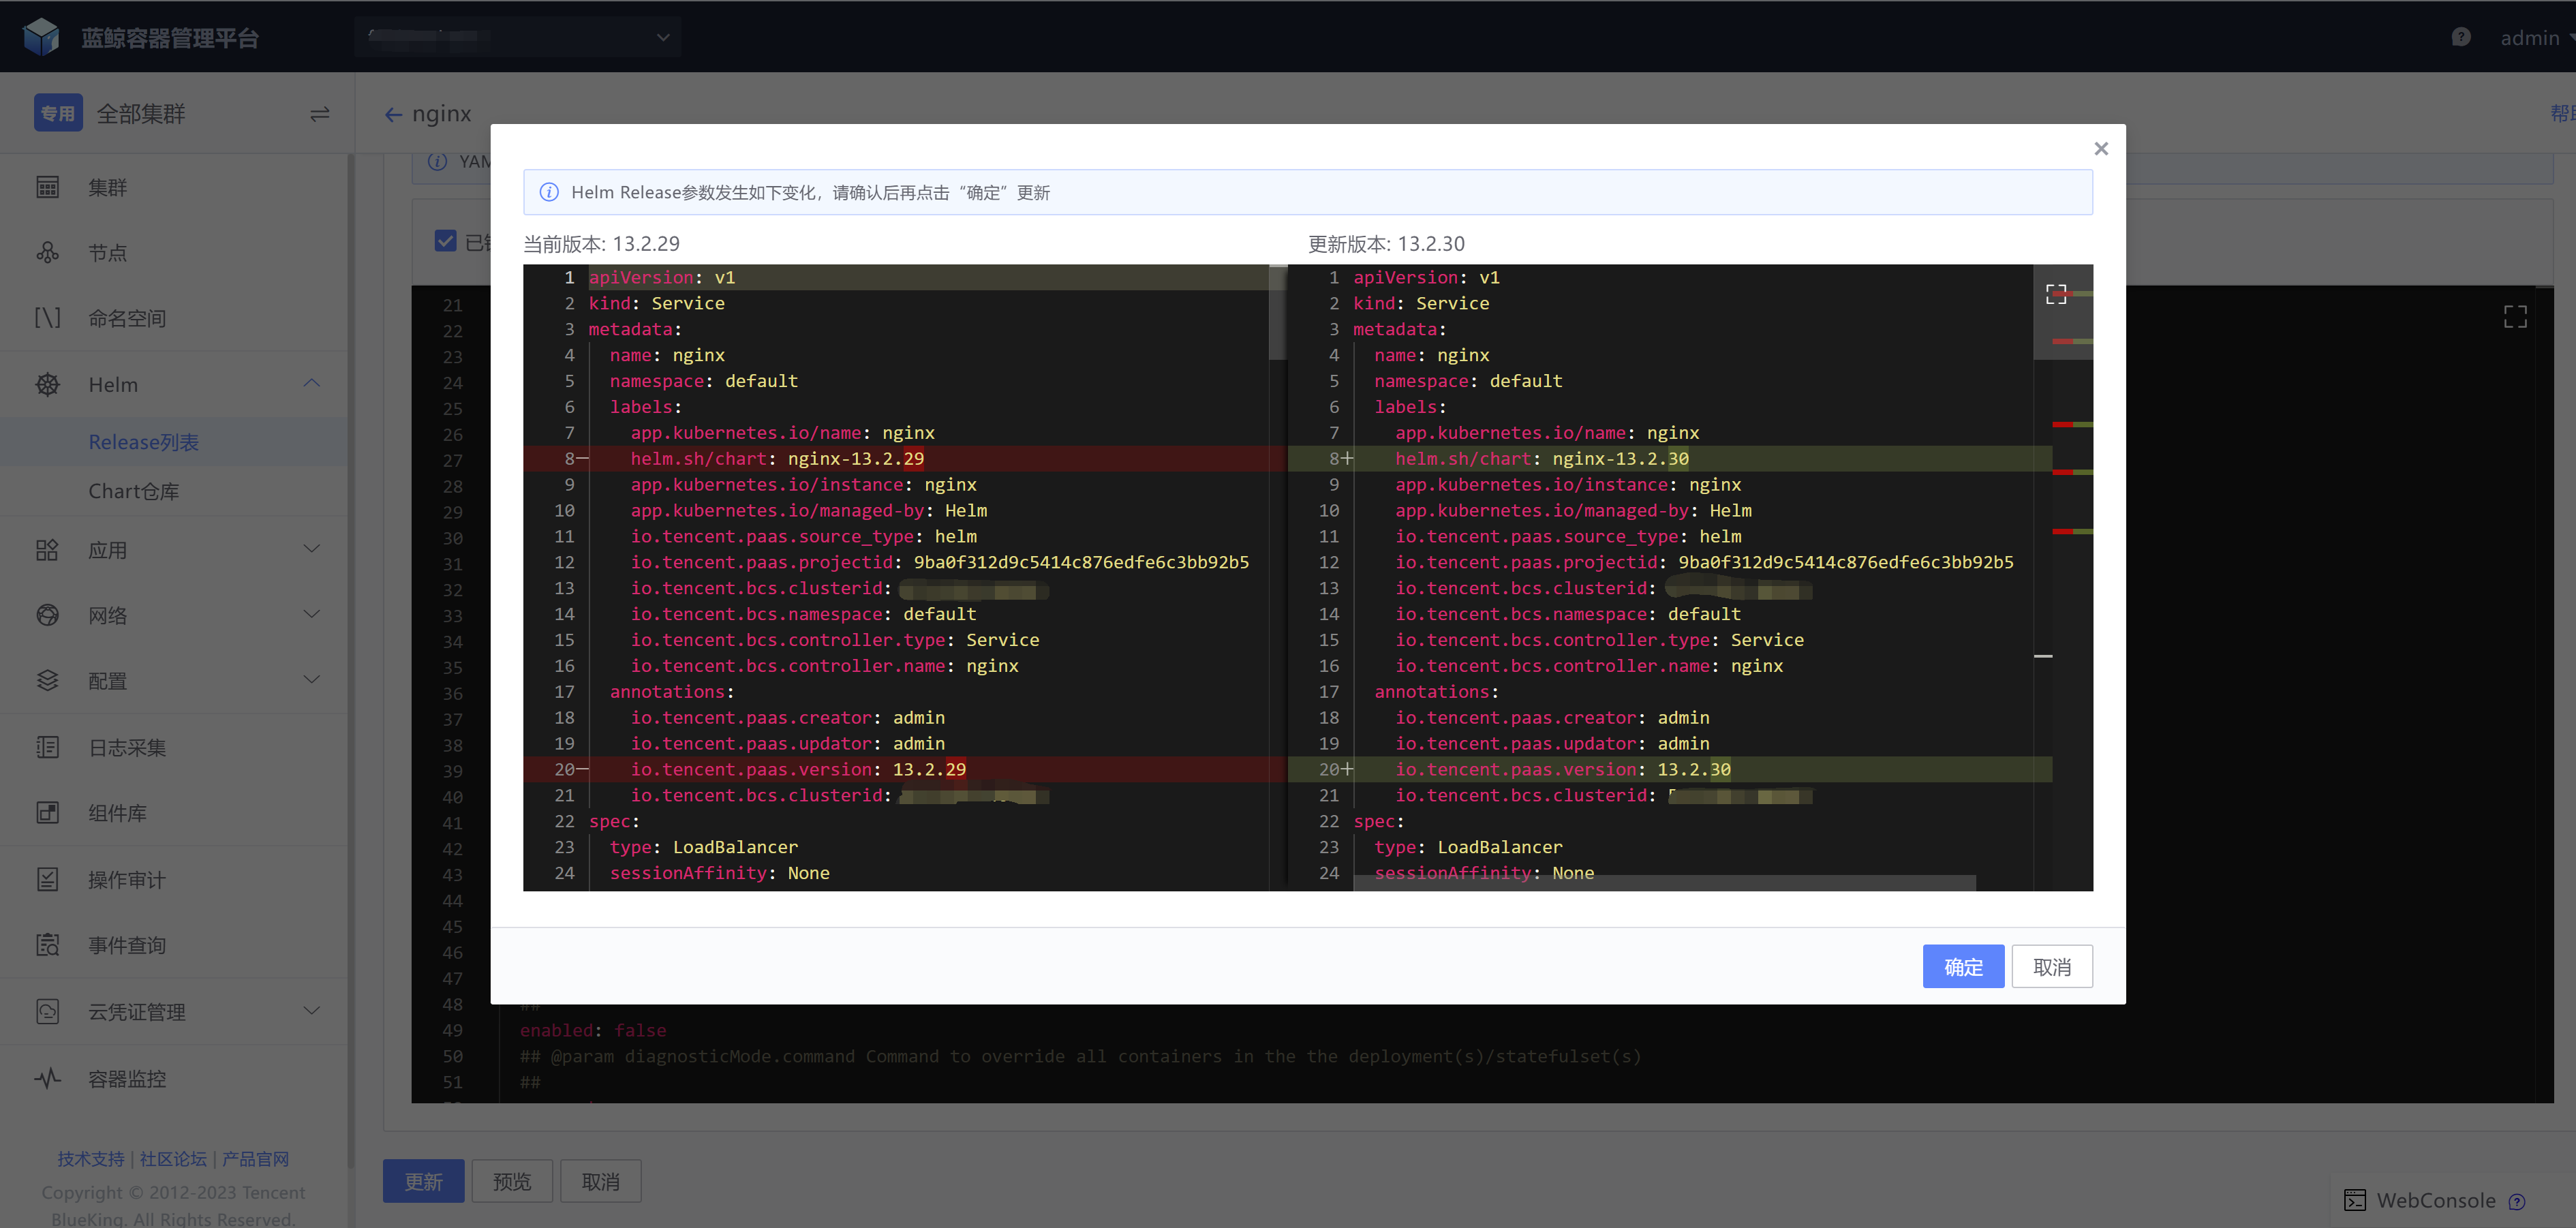 蓝鲸容器管理平台
admin
专用 全部集群
nginx
帮助
集群
节点
命名空间
Helm
Release列表
Chart仓库
应用
网络
配置
日志采集
组件库
操作审计
事件查询
云凭证管理
容器监控
技术支持 | 社区论坛 | 产品官网
Copyright © 2012-2023 Tencent
BlueKing. All Rights Reserved.
YAM
已
21
22
23
24
25
26
27
28
29
30
31
32
33
34
35
36
37
38
39
40
41
42
43
44
45
46
47
48 ##
49 enabled: false
50 ## @param diagnosticMode.command Command to override all containers in the the deployment(s)/statefulset(s)
51 ##
Helm Release参数发生如下变化，请确认后再点击“确定”更新
当前版本: 13.2.29
1 apiVersion: v1
2 kind: Service
3 metadata:
4 name: nginx
5 namespace: default
6 labels:
7 app.kubernetes.io/name: nginx
8— helm.sh/chart: nginx-13.2.29
9 app.kubernetes.io/instance: nginx
10 app.kubernetes.io/managed-by: Helm
11 io.tencent.paas.source_type: helm
12 io.tencent.paas.projectid: 9ba0f312d9c5414c876edfe6c3bb92b5
13 io.tencent.bcs.clusterid:
14 io.tencent.bcs.namespace: default
15 io.tencent.bcs.controller.type: Service
16 io.tencent.bcs.controller.name: nginx
17 annotations:
18 io.tencent.paas.creator: admin
19 io.tencent.paas.updator: admin
20— io.tencent.paas.version: 13.2.29
21 io.tencent.bcs.clusterid:
22 spec:
23 type: LoadBalancer
24 sessionAffinity: None
更新版本: 13.2.30
1 apiVersion: v1
2 kind: Service
3 metadata:
4 name: nginx
5 namespace: default
6 labels:
7 app.kubernetes.io/name: nginx
8+ helm.sh/chart: nginx-13.2.30
9 app.kubernetes.io/instance: nginx
10 app.kubernetes.io/managed-by: Helm
11 io.tencent.paas.source_type: helm
12 io.tencent.paas.projectid: 9ba0f312d9c5414c876edfe6c3bb92b5
13 io.tencent.bcs.clusterid:
14 io.tencent.bcs.namespace: default
15 io.tencent.bcs.controller.type: Service
16 io.tencent.bcs.controller.name: nginx
17 annotations:
18 io.tencent.paas.creator: admin
19 io.tencent.paas.updator: admin
20+ io.tencent.paas.version: 13.2.30
21 io.tencent.bcs.clusterid:
22 spec:
23 type: LoadBalancer
24 sessionAffinity: None
确定 取消
更新 预览 取消
WebConsole